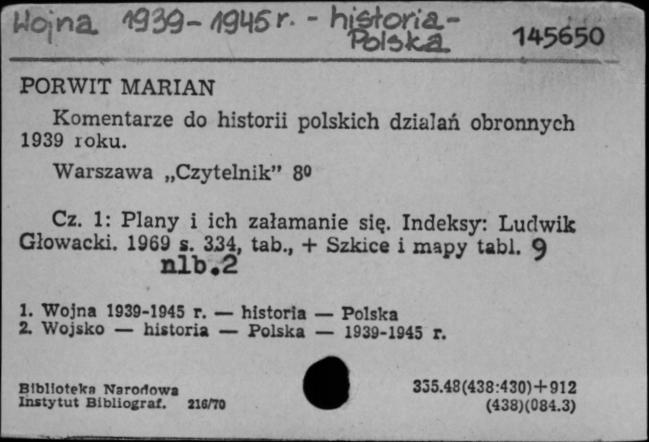 Wojna 1939-1945 r. - historia -
Polska
145650
PORWIT MARIAN
Komentarze do historii polskich działań obronnych
1939 roku.
Warszawa „Czytelnik” 8º
Cz. 1: Plany i ich załamanie się. Indeksy: Ludwik
Głowacki. 1969 s. 334, tab., + Szkice i mapy tabl. 9
nlb.2
1. Wojna 1939-1945 r. — historia — Polska
2. Wojsko — historia — Polska — 1939-1945 r.
Biblioteka Narodowa
Instytut Bibliograf. 216/70
335.48(438:430)+912
(438)(084.3)